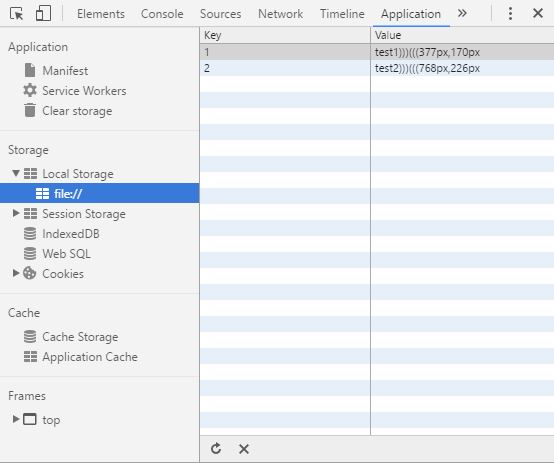 Elements Console Sources Network Timeline Application »
Application
Manifest
Service Workers
Clear storage
Storage
Local Storage
file://
Session Storage
IndexedDB
Web SQL
Cookies
Cache
Cache Storage
Application Cache
Frames
top
Key Value
1 test1)))(((377px,170px
2 test2)))(((768px,226px